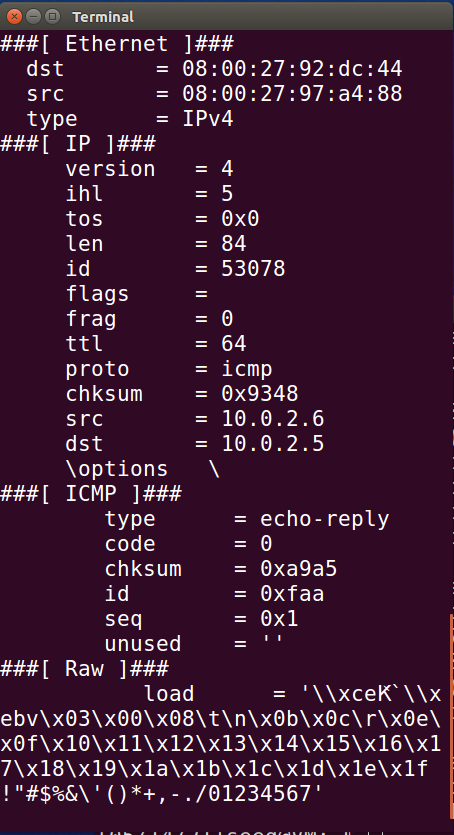 Terminal
###[ Ethernet ]###
  dst       = 08:00:27:92:dc:44
  src       = 08:00:27:97:a4:88
  type      = IPv4
###[ IP ]###
     version   = 4
     ihl       = 5
     tos       = 0x0
     len       = 84
     id        = 53078
     flags     =
     frag      = 0
     ttl       = 64
     proto     = icmp
     chksum    = 0x9348
     src       = 10.0.2.6
     dst       = 10.0.2.5
     \options   \
###[ ICMP ]###
        type      = echo-reply
        code      = 0
        chksum    = 0xa9a5
        id        = 0xfaa
        seq       = 0x1
        unused    = ''
###[ Raw ]###
           load      = '\\xceK`\\x
ebv\x03\x00\x08\t\n\x0b\x0c\r\x0e\
x0f\x10\x11\x12\x13\x14\x15\x16\x1
7\x18\x19\x1a\x1b\x1c\x1d\x1e\x1f
!"#$%&\'()*+,-./01234567'